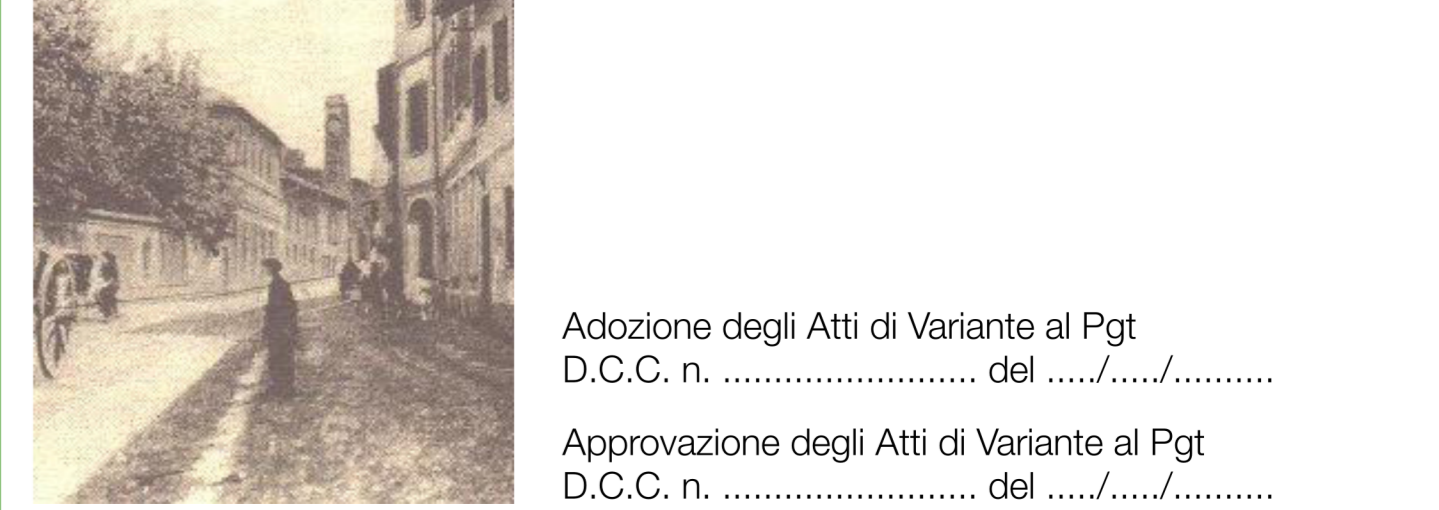 Adozione degli Atti di Variante al Pgt
D.C.C. n. ......................... del ...../...../..........
Approvazione degli Atti di Variante al Pgt
D.C.C. n. ......................... del ...../...../..........